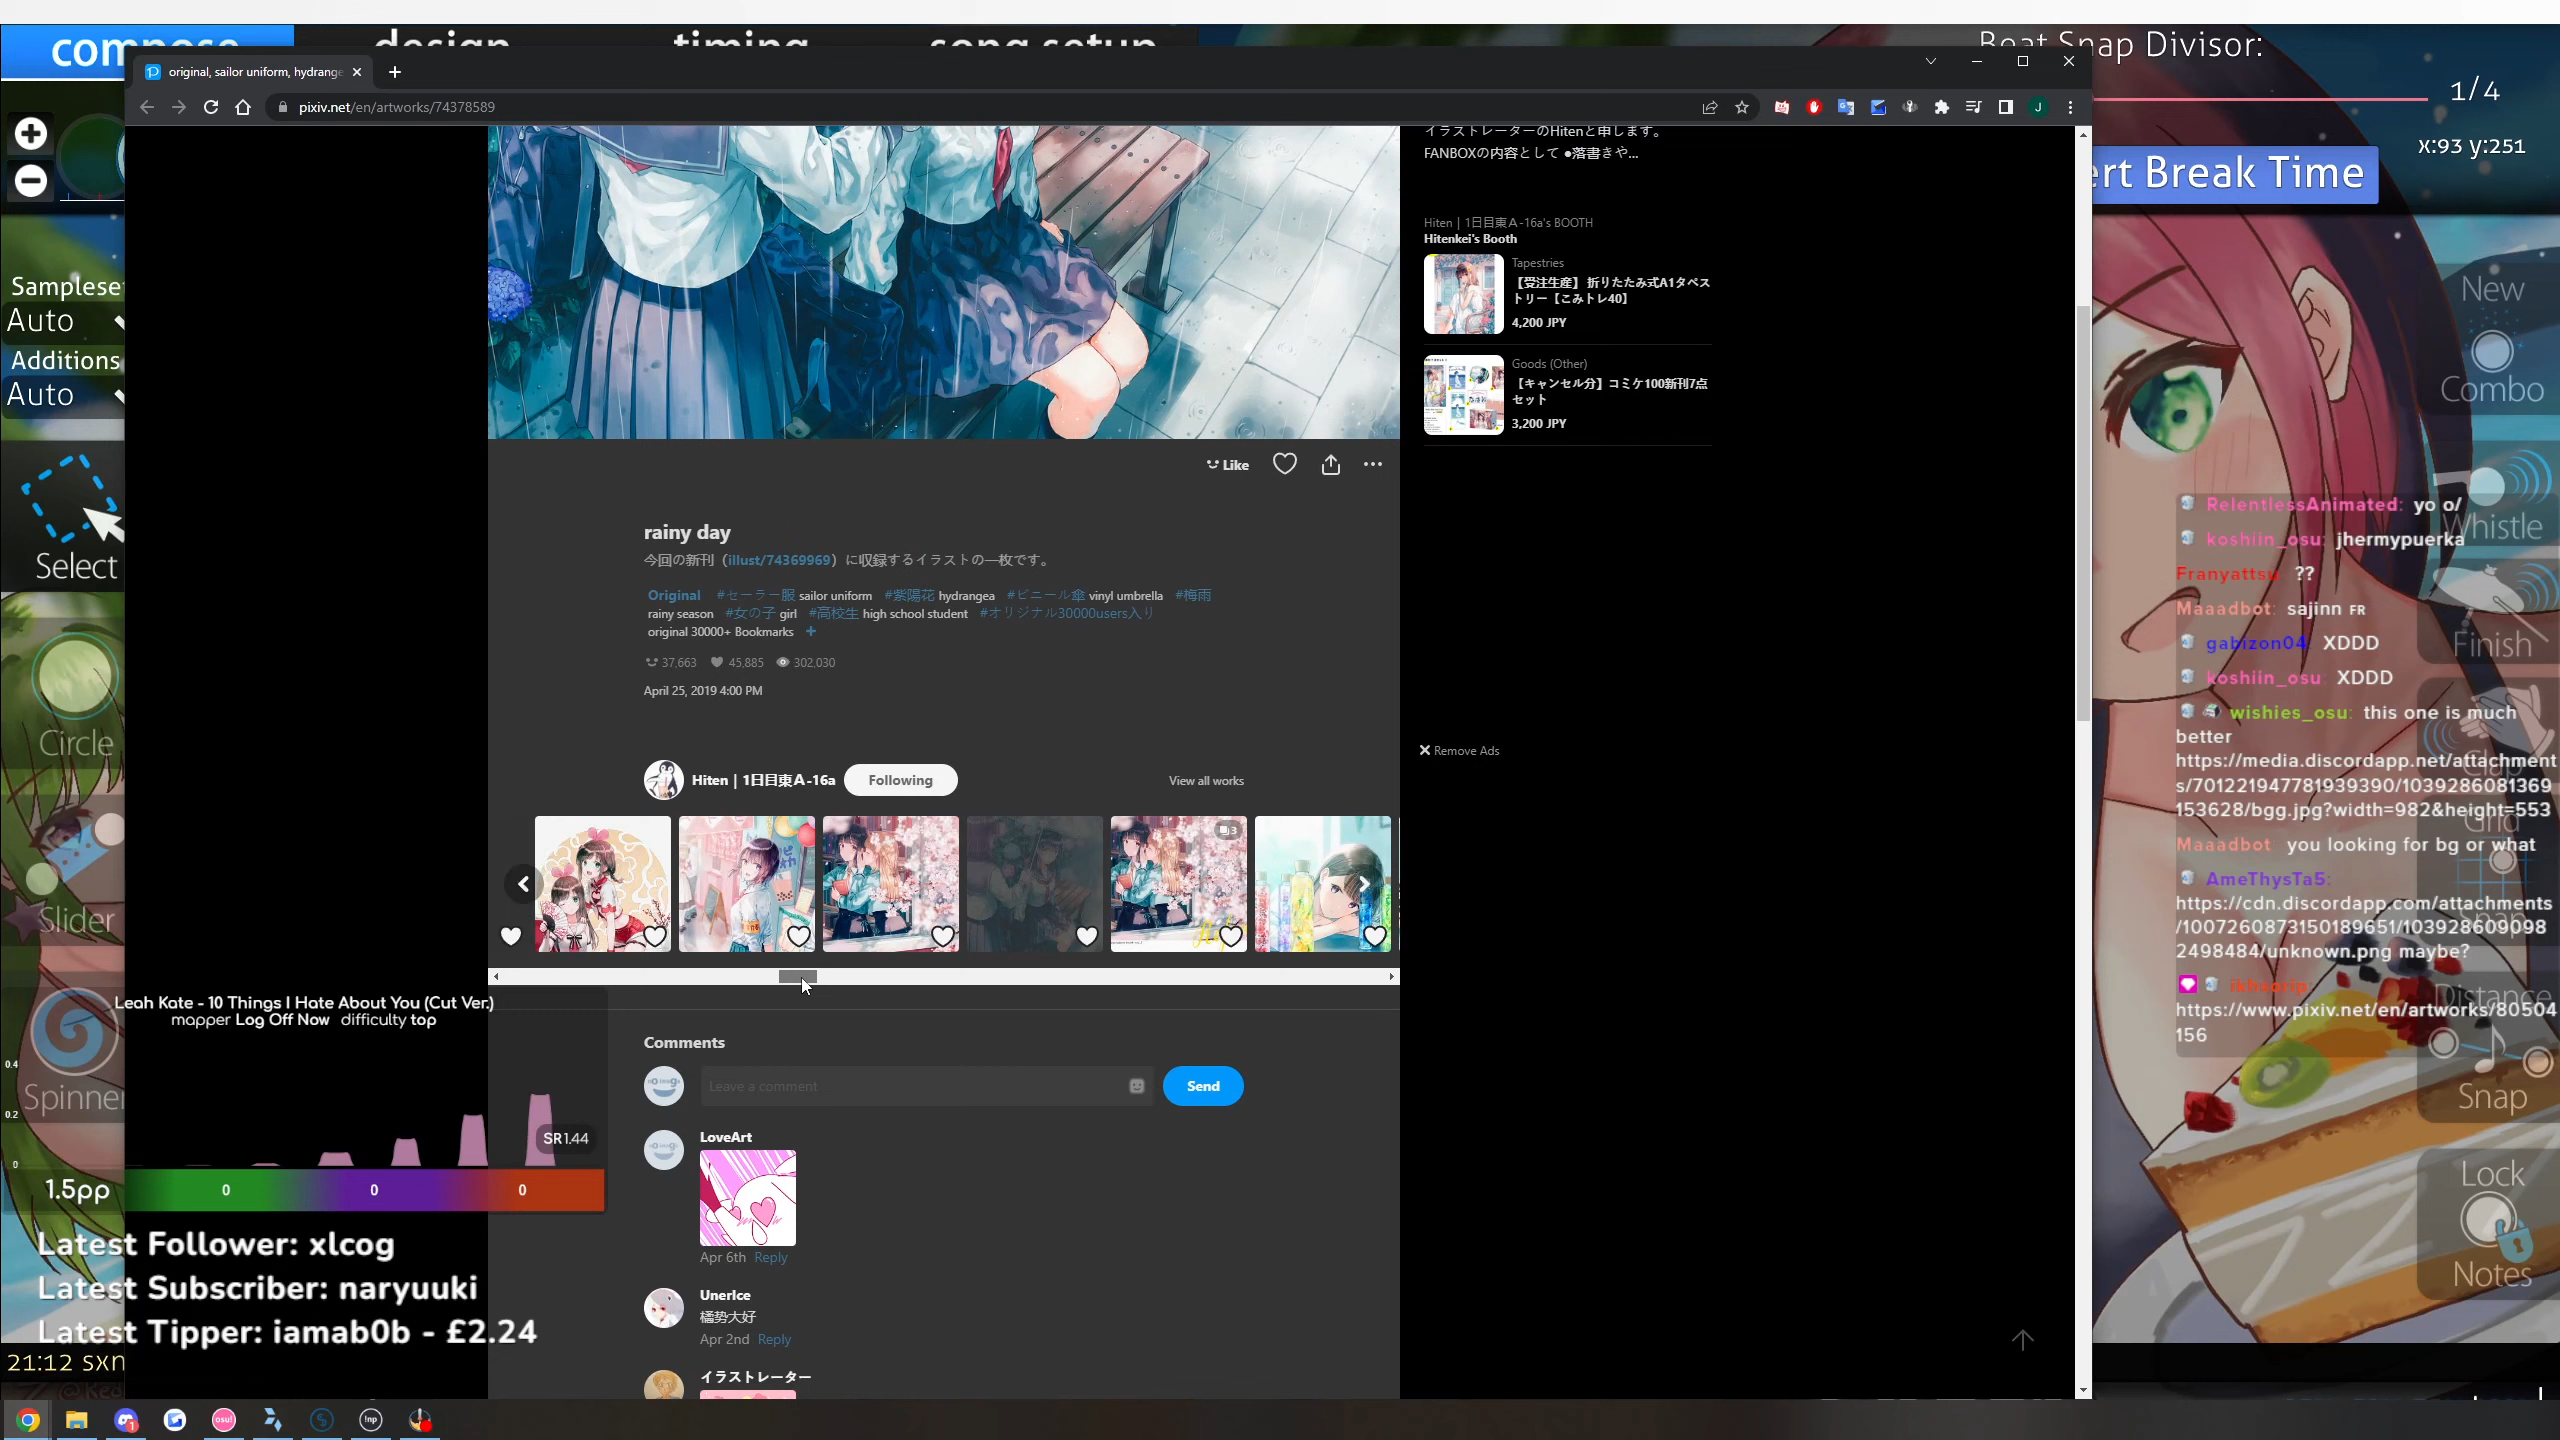 compose
design
timing
song setup
Beat Snap Divisor:
1/4
x:93 y:251
ert Break Time
original, sailor uniform, hydrange
pixiv.net/en/artworks/74378589
J
Sampleset
Auto
Additions
Auto
Select
Circle
Slider
Spinner
イラストレーターのHitenと申します。
FANBOXの内容として ●落書きや...
Hiten | 1日目東A-16a's BOOTH
Hitenkei's Booth
Tapestries
【受注生産】折りたたみ式A1タペス
トリー【こみトレ40】
4,200 JPY
Goods (Other)
【キャンセル分】コミケ100新刊7点
セット
3,200 JPY
Like
rainy day
今回の新刊（illust/74369969）に収録するイラストの一枚です。
Original #セーラー服 sailor uniform #紫陽花 hydrangea #ビニール傘 vinyl umbrella #梅雨
rainy season #女の子 girl #高校生 high school student #オリジナル30000users入り
original 30000+ Bookmarks +
37,663 45,885 302,030
April 25, 2019 4:00 PM
Hiten | 1日目東A-16a
Following
View all works
3
Remove Ads
Comments
Leave a comment
Send
LoveArt
Apr 6th Reply
UnerIce
橘势大好
Apr 2nd Reply
イラストレーター
Leah Kate - 10 Things I Hate About You (Cut Ver.)
mapper Log Off Now difficulty top
0.4
0.2
0
SR1.44
1.5pp
0
0
0
Latest Follower: xlcog
Latest Subscriber: naryuuki
Latest Tipper: iamab0b - £2.24
21:12 sxn
New
Combo
Whistle
Finish
Clap
Grid
Snap
Distance
Snap
Lock
Notes
RelentlessAnimated: yo o/
koshiin_osu: jhermypuerka
Franyattsu: ??
Maaadbot: sajinn FR
gabizon04: XDDD
koshiin_osu: XDDD
wishies_osu: this one is much
better
https://media.discordapp.net/attachment
s/701221947781939390/1039286081369
153628/bgg.jpg?width=982&height=553
Maaadbot: you looking for bg or what
AmeThysTa5:
https://cdn.discordapp.com/attachments
/1007260873150189651/103928609098
2498484/unknown.png maybe?
https://www.pixiv.net/en/artworks/80504
156
osu!
!np
1